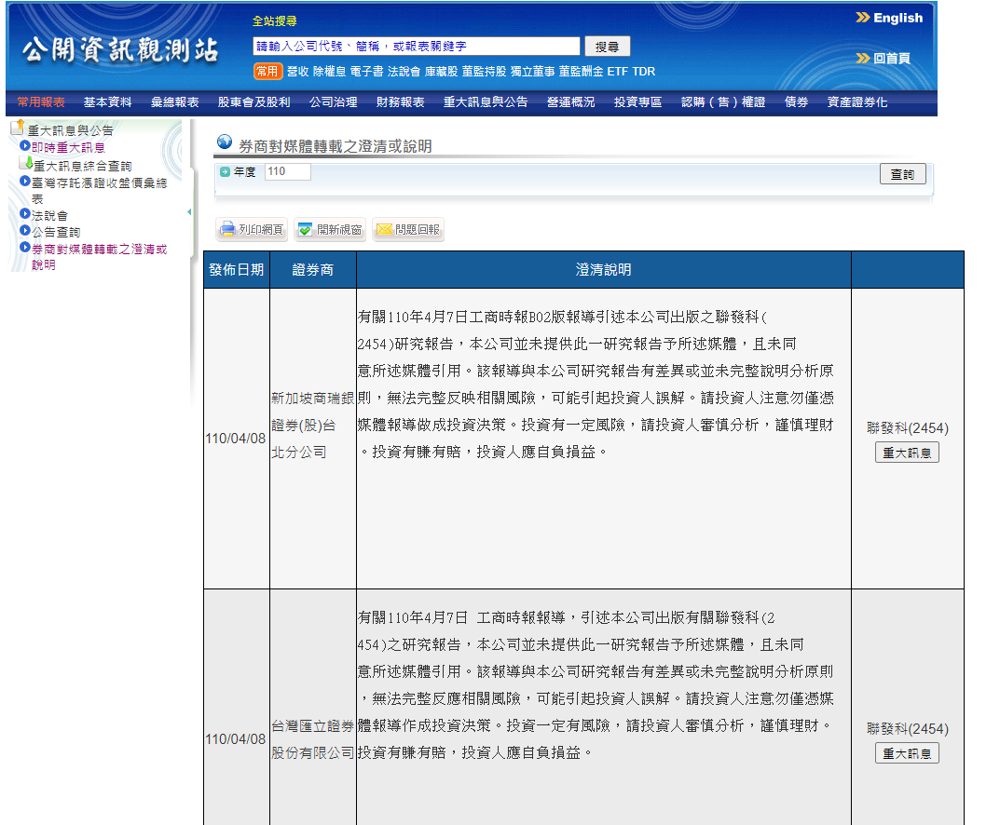 公開資訊觀測站
全站搜尋
請輸入公司代號、簡稱，或報表關鍵字
搜尋
English
回首頁
常用 營收 除權息 電子書 法說會 庫藏股 董監持股 獨立董事 董監酬金 ETF TDR
常用報表 基本資料 彙總報表 股東會及股利 公司治理 財務報表 重大訊息與公告 營運概況 投資專區 認購（售）權證 債券 資產證券化
重大訊息與公告
即時重大訊息
重大訊息綜合查詢
臺灣存託憑證收盤價彙總
表
法說會
公告查詢
券商對媒體轉載之澄清或
說明
券商對媒體轉載之澄清或說明
年度 110
查詢
列印網頁 開新視窗 問題回報
發佈日期 證券商 澄清說明
110/04/08
新加坡商瑞銀
證券(股)台
北分公司
有關110年4月7日工商時報B02版報導引述本公司出版之聯發科(
2454)研究報告，本公司並未提供此一研究報告予所述媒體，且未同
意所述媒體引用。該報導與本公司研究報告有差異或並未完整說明分析原
則，無法完整反映相關風險，可能引起投資人誤解。請投資人注意勿僅憑
媒體報導做成投資決策。投資有一定風險，請投資人審慎分析，謹慎理財
。投資有賺有賠，投資人應自負損益。
聯發科(2454)
重大訊息
110/04/08
台灣匯立證券
股份有限公司
有關110年4月7日 工商時報報導，引述本公司出版有關聯發科(2
454)之研究報告，本公司並未提供此一研究報告予所述媒體，且未同
意所述媒體引用。該報導與本公司研究報告有差異或未完整說明分析原則
，無法完整反應相關風險，可能引起投資人誤解。請投資人注意勿僅憑媒
體報導作成投資決策。投資一定有風險，請投資人審慎分析，謹慎理財。
投資有賺有賠，投資人應自負損益。
聯發科(2454)
重大訊息